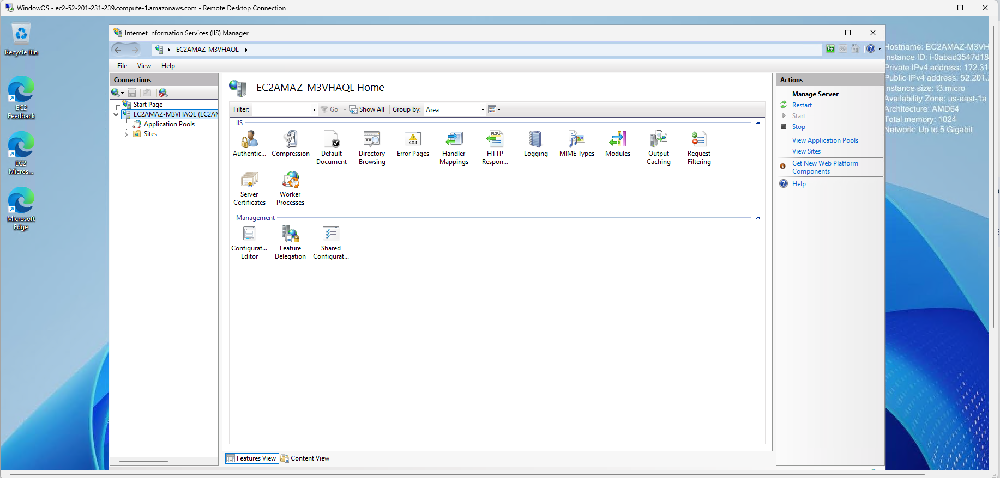 WindowOS - ec2-52-201-231-239.compute-1.amazonaws.com - Remote Desktop Connection
Recycle Bin
EC2
Feedback
EC2
Micros...
Microsoft
Edge
Internet Information Services (IIS) Manager
EC2AMAZ-M3VHAQL
File View Help
Connections
Start Page
EC2AMAZ-M3VHAQL (EC2AM
Application Pools
Sites
EC2AMAZ-M3VHAQL Home
Filter: Go Show All Group by: Area
IIS
Authentic... Compression Default Document Directory Browsing Error Pages Handler Mappings HTTP Respon... Logging MIME Types Modules Output Caching Request Filtering
404
Server Certificates Worker Processes
Management
Configurat... Editor Feature Delegation Shared Configurat...
Features View Content View
Actions
Manage Server
Restart
Start
Stop
View Application Pools
View Sites
Get New Web Platform
Components
Help
Hostname: EC2AMAZ-M3VH
Instance ID: i-0abad3547d18
Private IPv4 address: 172.31
Public IPv4 address: 52.201.
Instance size: t3.micro
Availability Zone: us-east-1a
Architecture: AMD64
Total memory: 1024
Network: Up to 5 Gigabit